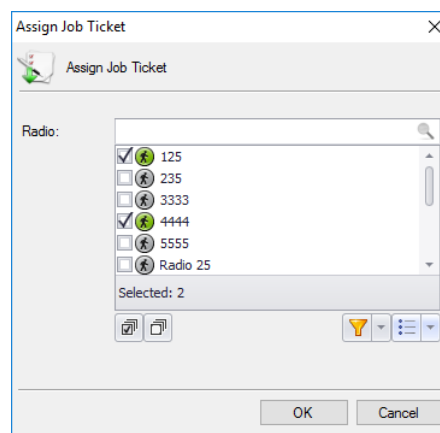 Assign Job Ticket
Assign Job Ticket
Radio:
125
235
3333
4444
5555
Radio 25
Selected: 2
OK
Cancel